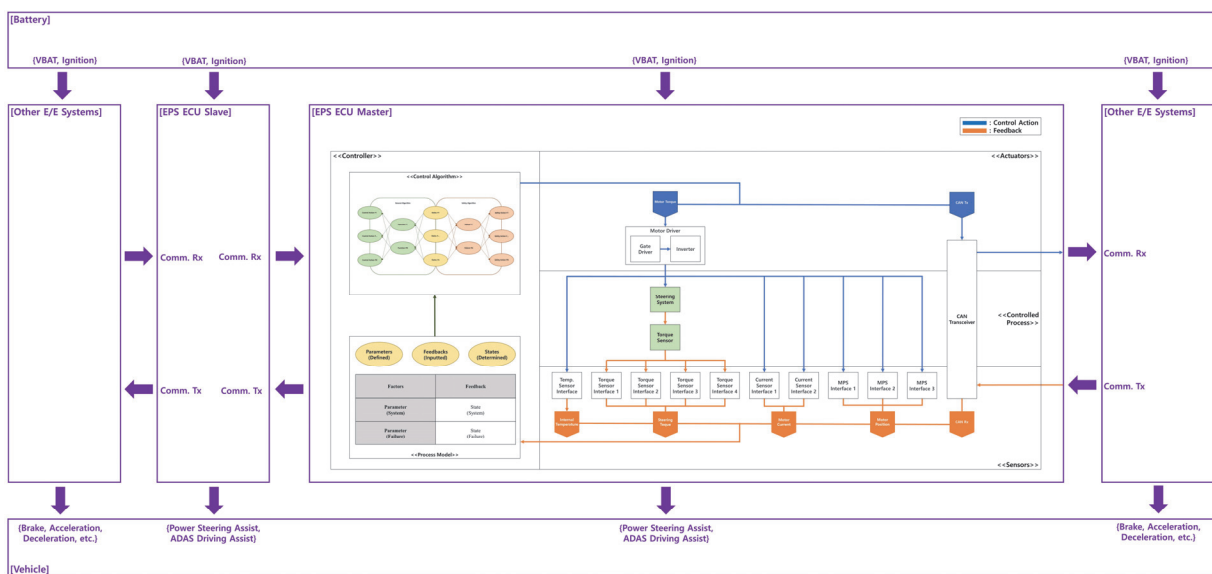 [Battery]
{VBAT, Ignition}
{VBAT, Ignition}
{VBAT, Ignition}
{VBAT, Ignition}
[Other E/E Systems]
[EPS ECU Slave]
[EPS ECU Master]
[Other E/E Systems]
: Control Action
: Feedback
<<Controller>>
<<Actuators>>
<<Control Algorithm>>
Motor Torque
CAN Tx
Motor Driver
Gate
Driver
Inverter
Comm. Rx
Comm. Rx
Comm. Rx
Steering
System
Torque
Sensor
CAN
Transceiver
<<Controlled
Process>>
Parameters
(Defined)
Feedbacks
(Inputted)
States
(Determined)
Factors
Feedback
Parameter
(System)
State
(System)
Parameter
(Failure)
State
(Failure)
<<Process Model>>
Temp.
Sensor
Interface
Torque
Sensor
Interface 1
Torque
Sensor
Interface 2
Torque
Sensor
Interface 3
Torque
Sensor
Interface 4
Current
Sensor
Interface 1
Current
Sensor
Interface 2
MPS
Interface 1
MPS
Interface 2
MPS
Interface 3
Comm. Tx
Comm. Tx
Comm. Tx
Internal
Temperature
Steering
Torque
Motor
Current
Motor
Position
CAN Rx
<<Sensors>>
{Brake, Acceleration,
Deceleration, etc.}
{Power Steering Assist,
ADAS Driving Assist}
{Power Steering Assist,
ADAS Driving Assist}
{Brake, Acceleration,
Deceleration, etc.}
[Vehicle]